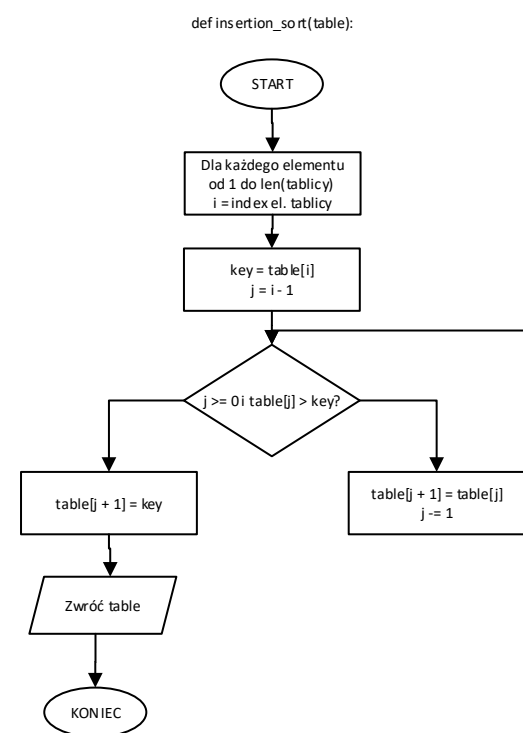 def insertion_sort(table):
START
Dla każdego elementu
od 1 do len(tablicy)
i = index el. tablicy
key = table[i]
j = i - 1
j >= 0 i table[j] > key?
table[j + 1] = key
table[j + 1] = table[j]
j -= 1
Zwróć table
KONIEC